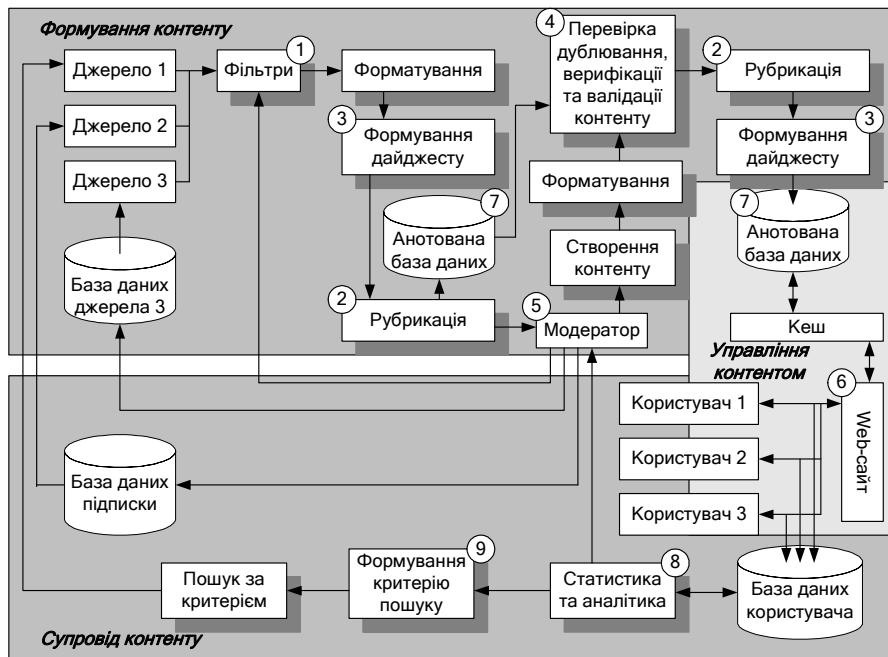 Формування контенту
Джерело 1
Джерело 2
Джерело 3
База даних
джерела 3
1
Фільтри
Форматування
3
Формування
дайджесту
7
Анотована
база даних
2
Рубрикація
4
Перевірка
дублювання,
верифікації
та валідації
контенту
Форматування
Створення
контенту
5
Модератор
2
Рубрикація
3
Формування
дайджесту
7
Анотована
база даних
Кеш
Управління
контентом
6
Web-сайт
Користувач 1
Користувач 2
Користувач 3
База даних
підписки
Пошук за
критерієм
9
Формування
критерію
пошуку
8
Статистика
та аналітика
База даних
користувача
Супровід контенту